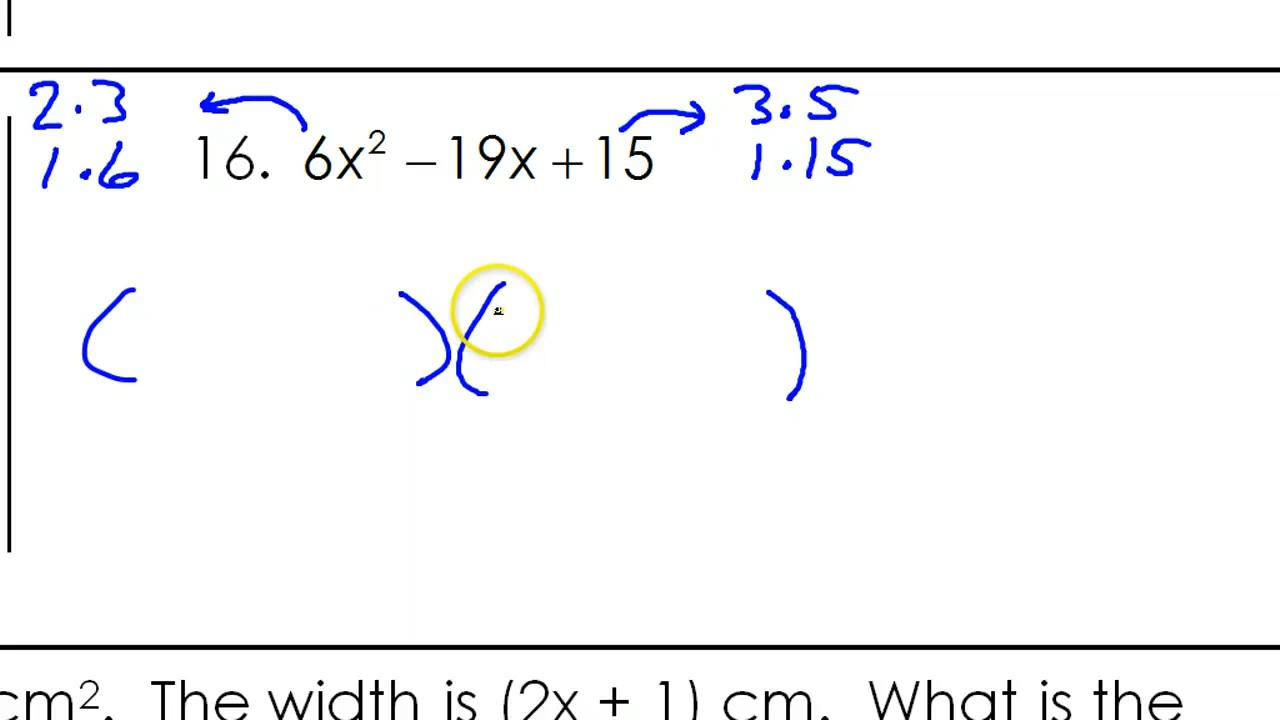 2·3
1·6
16. 6x² −19x + 15
3·5
1·15
( )( )
cm². The width is (2x + 1) cm. What is the